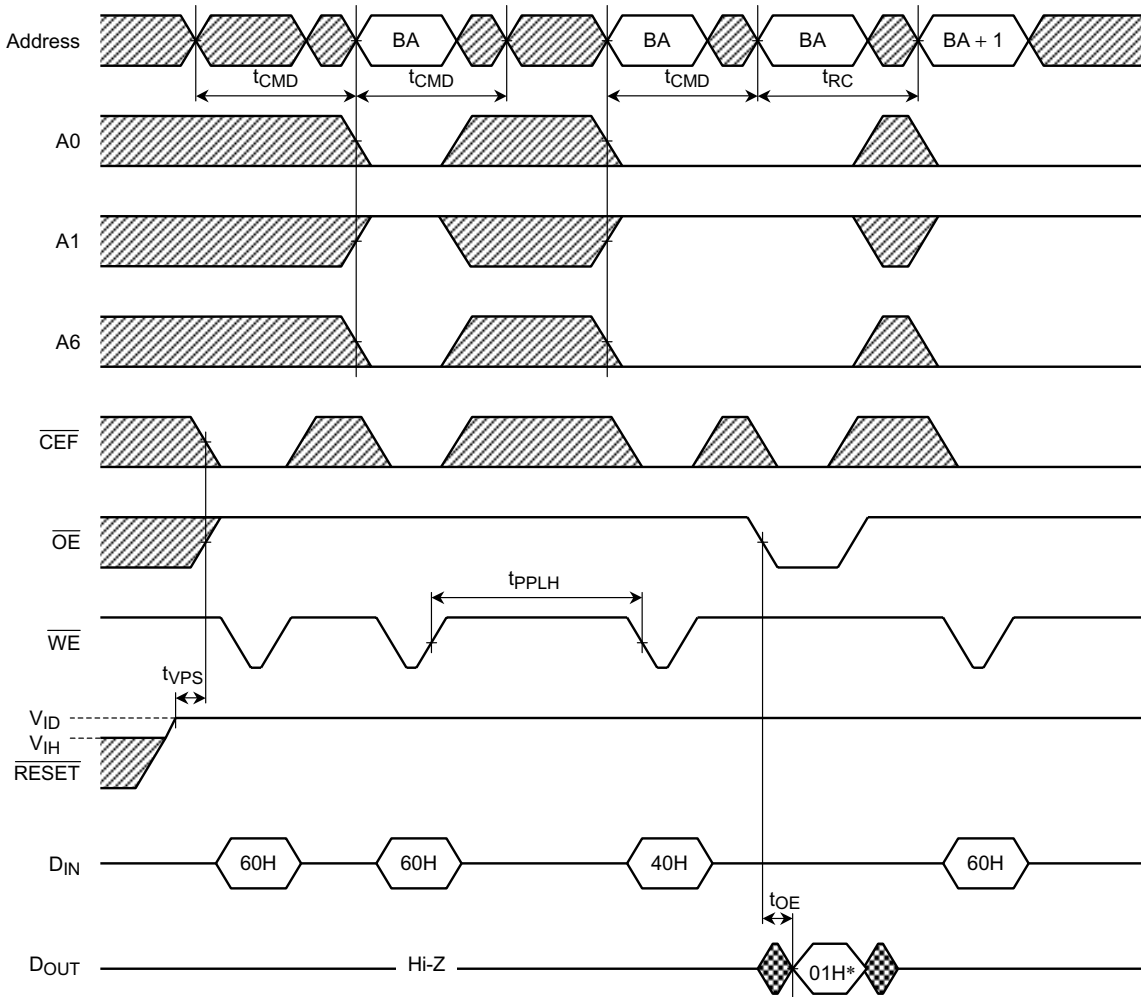 Address BA BA BA BA + 1
tCMD tCMD tCMD tRC
A0
A1
A6
CEF
OE
tPPLH
WE
tVPS
VID
VIH
RESET
DIN 60H 60H 40H 60H
tOE
DOUT Hi-Z 01H*